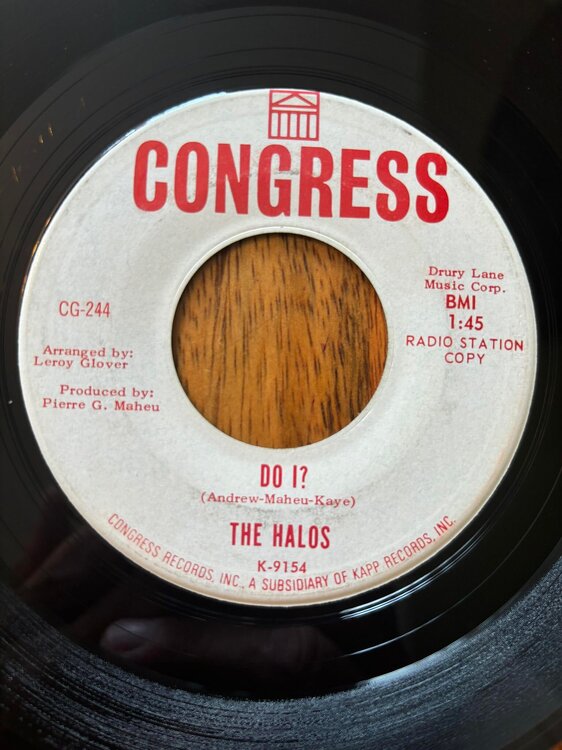 CONGRESS
CG-244
Arranged by:
Leroy Glover
Produced by:
Pierre G. Maheu
Drury Lane
Music Corp.
BMI
1:45
RADIO STATION
COPY
DO I?
(Andrew-Maheu-Kaye)
THE HALOS
K-9154
CONGRESS RECORDS, INC., A SUBSIDIARY OF KAPP RECORDS, INC.